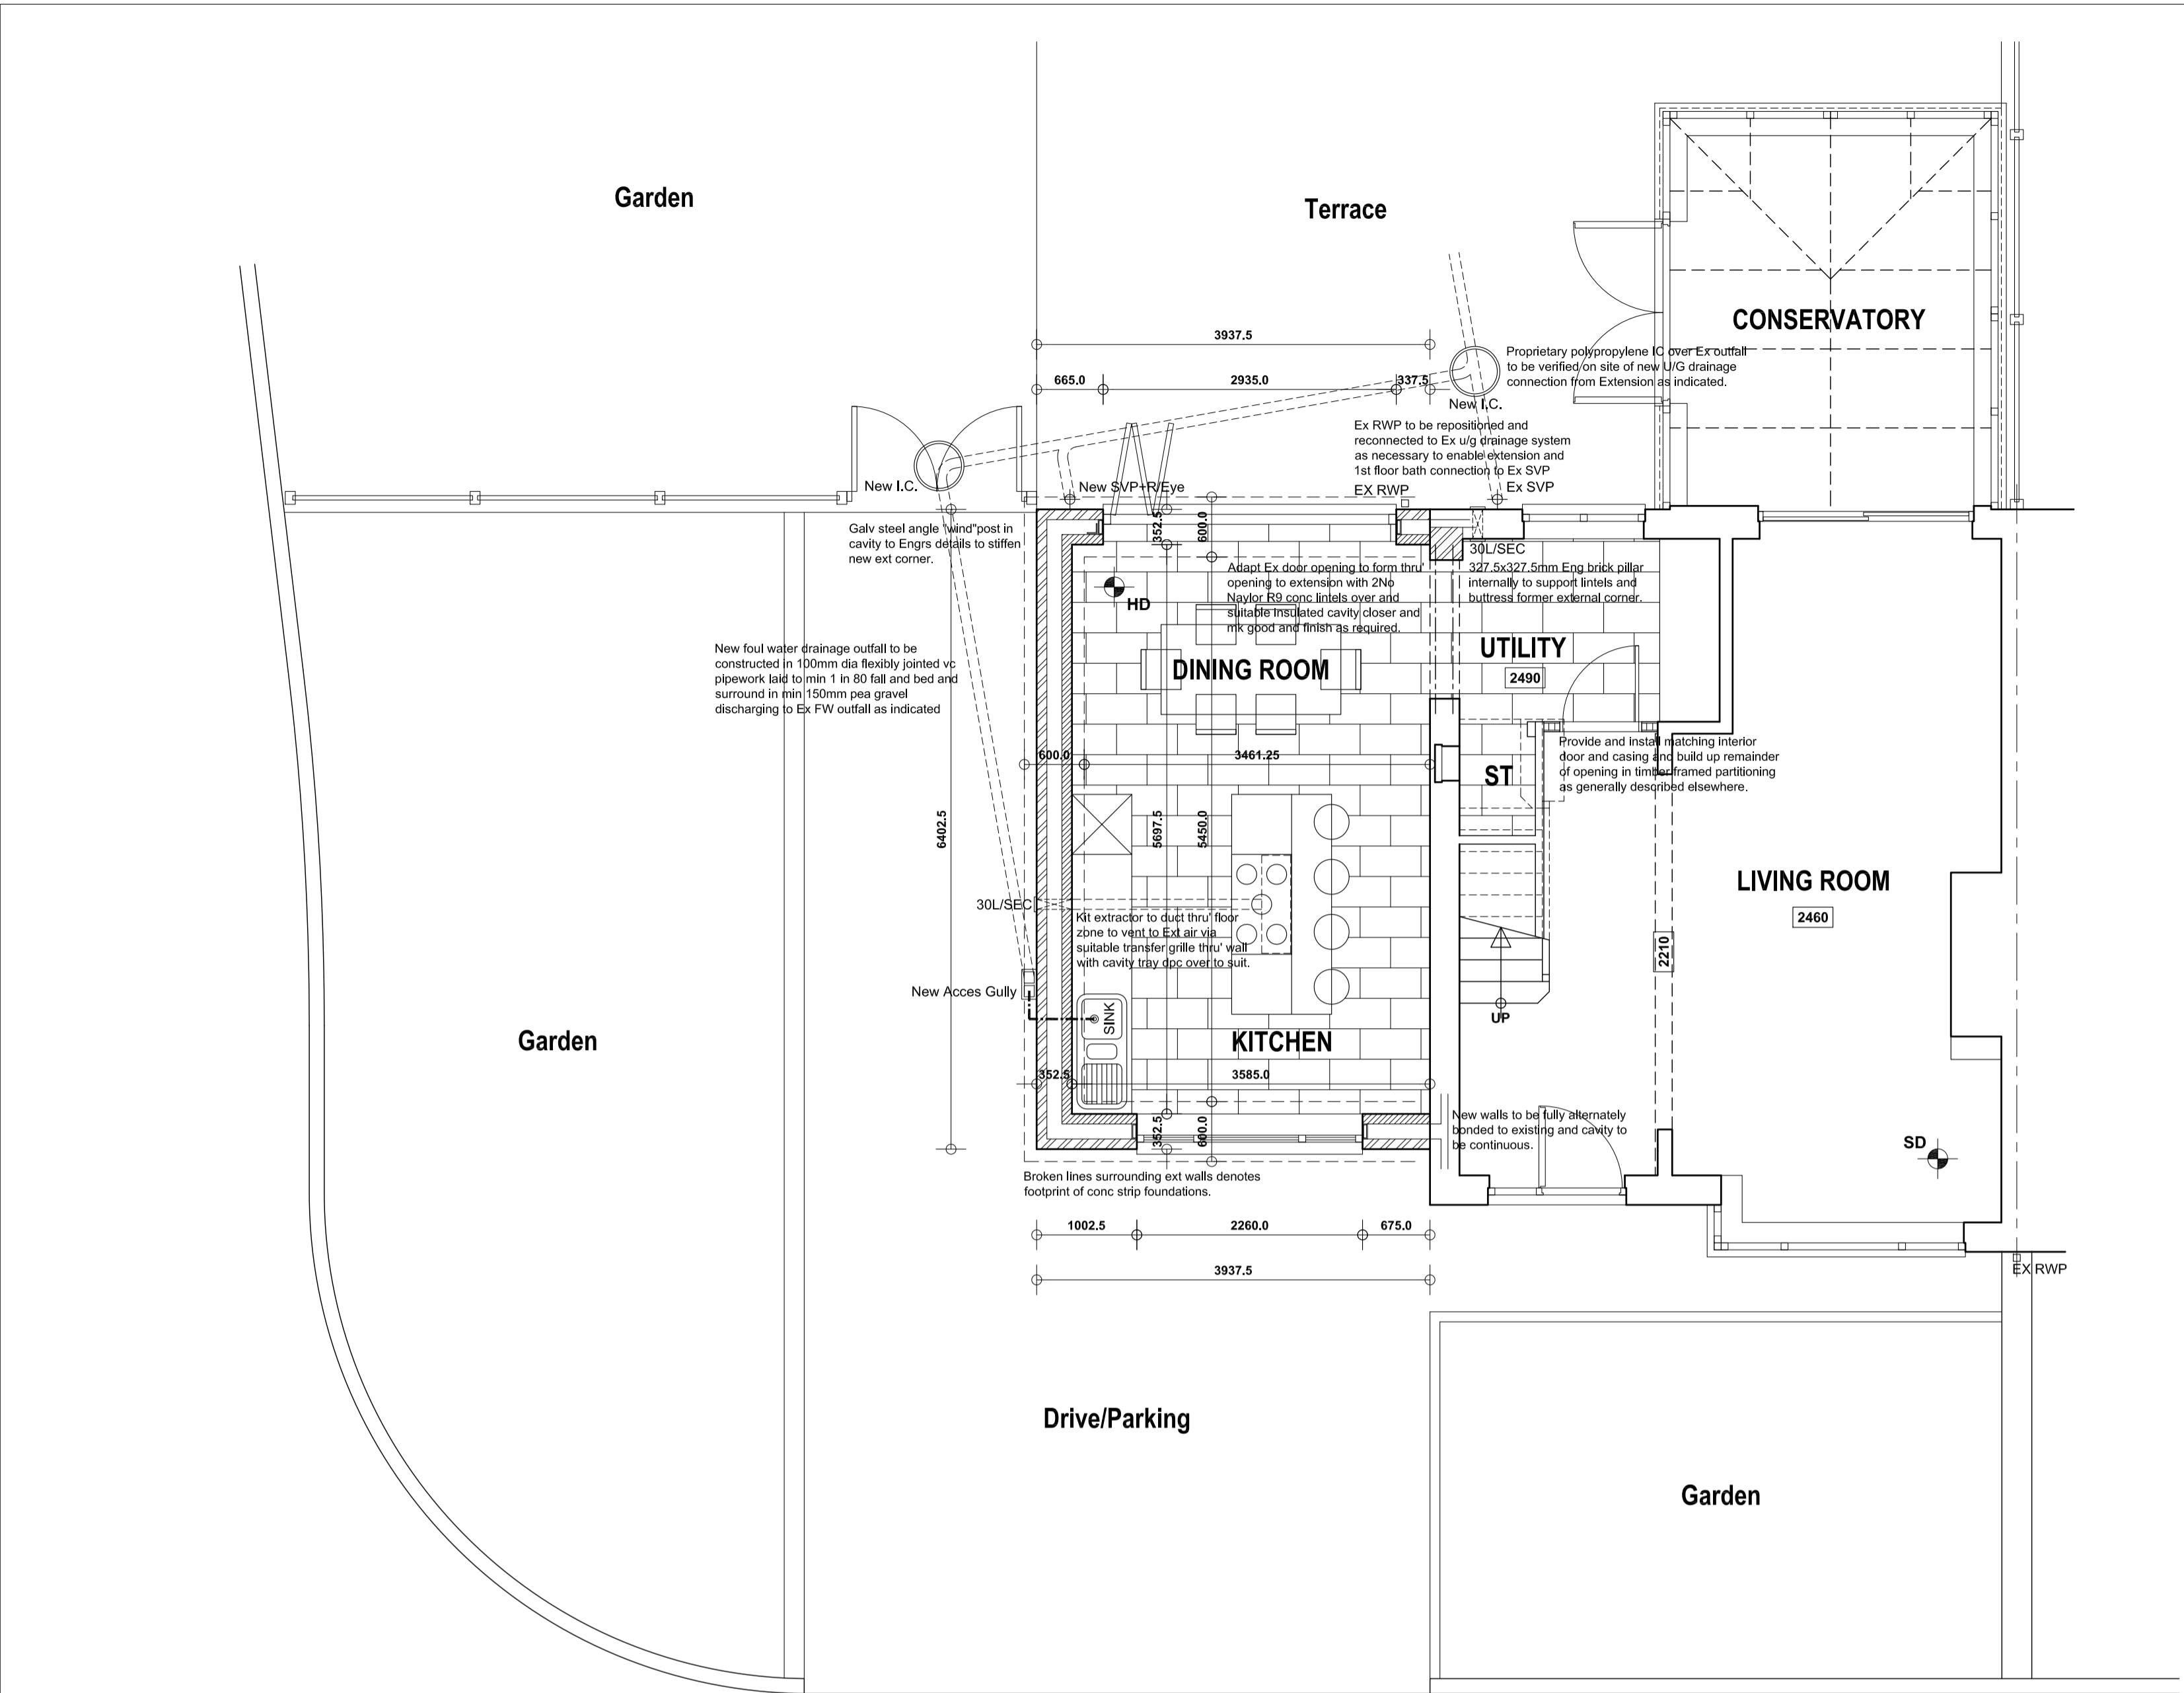 Garden
Terrace
CONSERVATORY
3937.5
Proprietary polypropylene IC over Ex outfall
to be verified on site of new U/G drainage
connection from Extension as indicated.
665.0
2935.0
337.5
New I.C.
Ex RWP to be repositioned and
reconnected to Ex u/g drainage system
as necessary to enable extension and
1st floor bath connection to Ex SVP
EX RWP
Ex SVP
New I.C.
New SVP+R/Eye
Galv steel angle "wind"post in
cavity to Engrs details to stiffen
new ext corner.
352.5
600.0
30L/SEC
327.5x327.5mm Eng brick pillar
internally to support lintels and
buttress former external corner.
Adapt Ex door opening to form thru'
opening to extension with 2No
Naylor R9 conc lintels over and
suitable insulated cavity closer and
mk good and finish as required.
HD
DINING ROOM
UTILITY
2490
New foul water drainage outfall to be
constructed in 100mm dia flexibly jointed vc
pipework laid to min 1 in 80 fall and bed and
surround in min 150mm pea gravel
discharging to Ex FW outfall as indicated
600.0
3461.25
ST
Provide and install matching interior
door and casing and build up remainder
of opening in timber framed partitioning
as generally described elsewhere.
6402.5
5697.5
5450.0
LIVING ROOM
2460
2210
30L/SEC
Kit extractor to duct thru' floor
zone to vent to Ext air via
suitable transfer grille thru' wall
with cavity tray dpc over to suit.
New Acces Gully
SINK
UP
KITCHEN
Garden
352.5
3585.0
352.5
600.0
New walls to be fully alternately
bonded to existing and cavity to
be continuous.
SD
Broken lines surrounding ext walls denotes
footprint of conc strip foundations.
1002.5
2260.0
675.0
3937.5
EX RWP
Drive/Parking
Garden